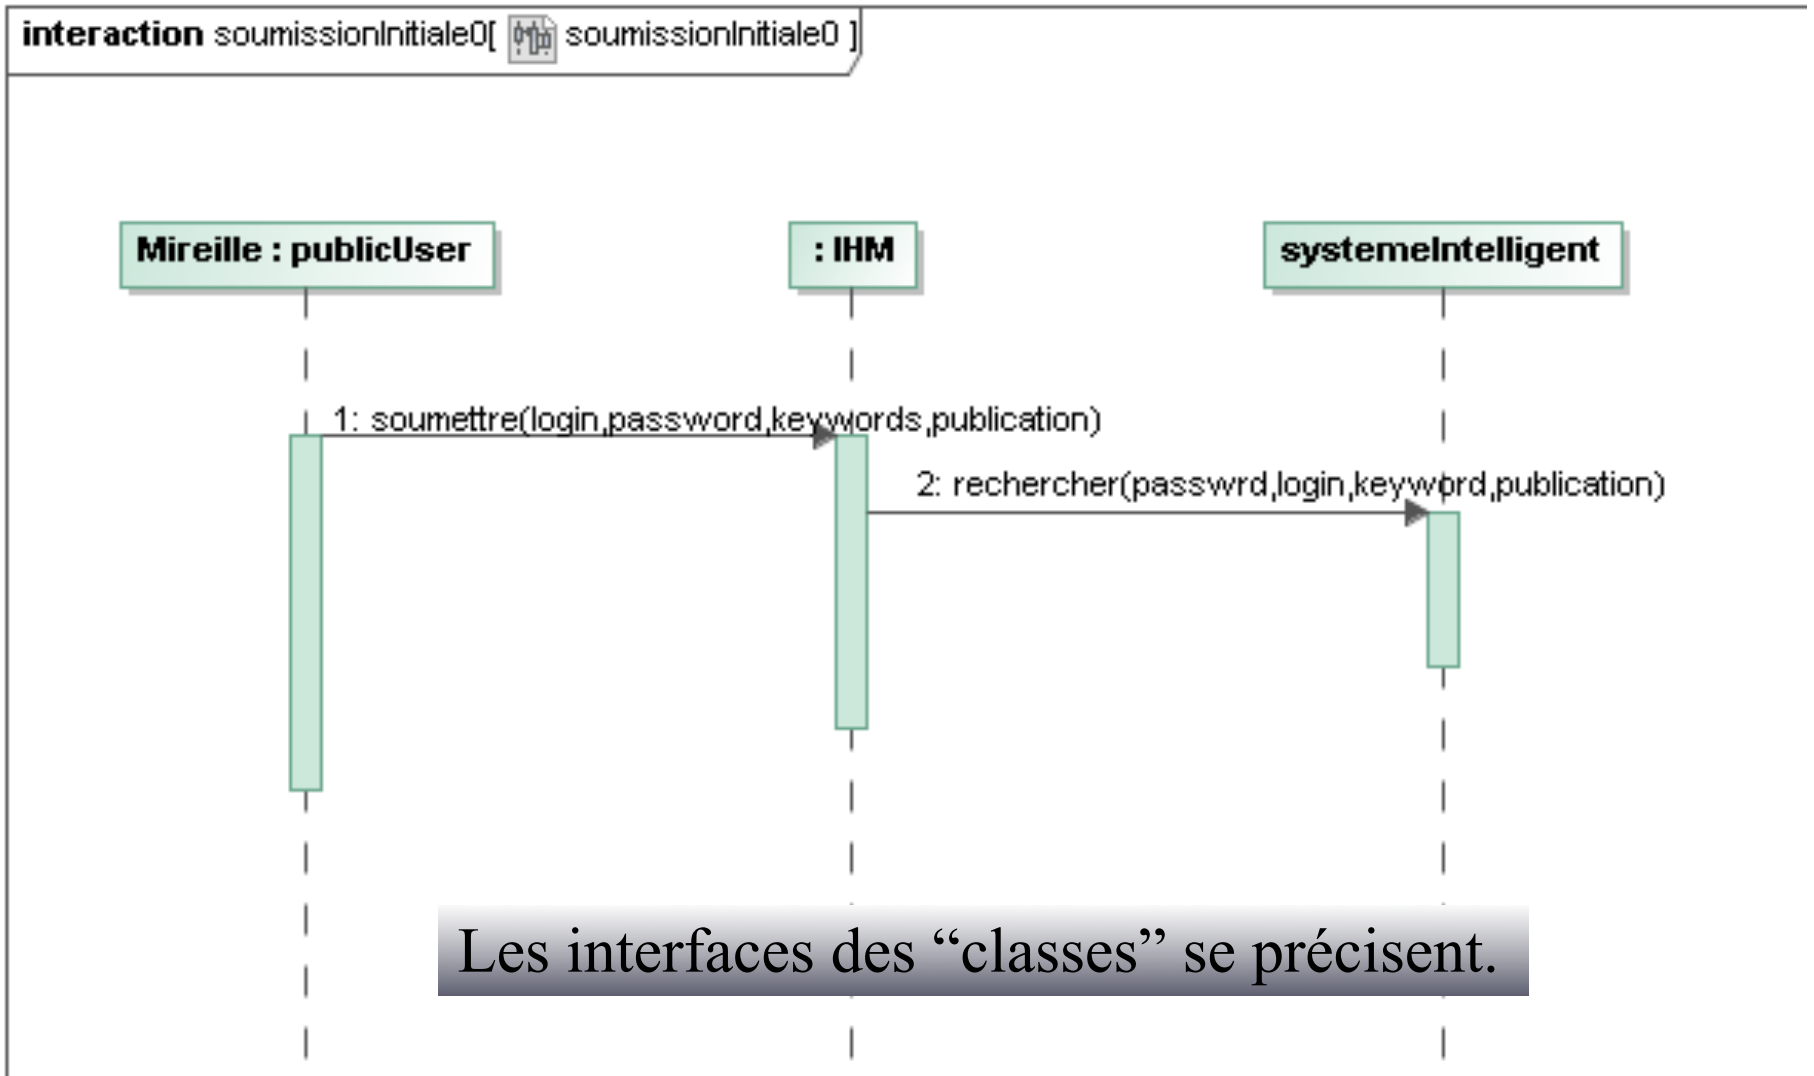 interaction soumissionInitiale0[ soumissionInitiale0 ]
Mireille : publicUser
: IHM
systemeIntelligent
1: soumettre(login,password,keywords,publication)
2: rechercher(passwrd,login,keyword,publication)
Les interfaces des “classes” se précisent.